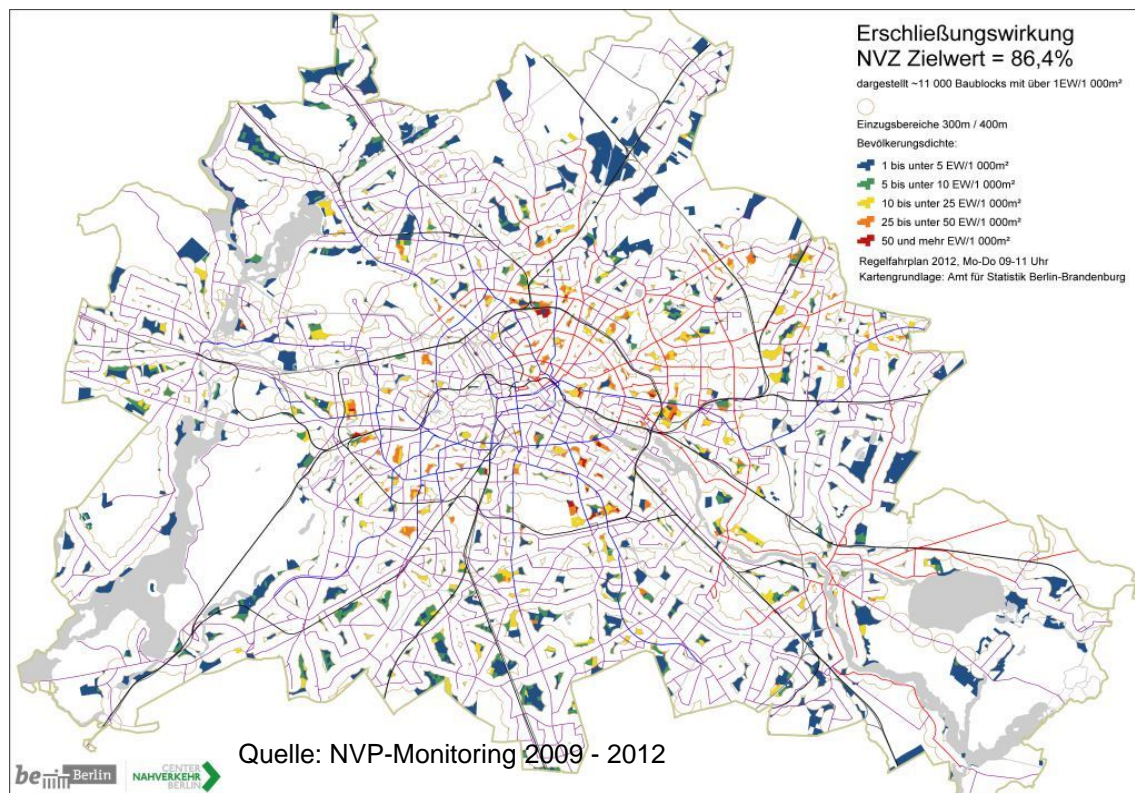 Erschließungswirkung
NVZ Zielwert = 86,4%
dargestellt ~11 000 Baublocks mit über 1EW/1 000m²
Einzugsbereiche 300m / 400m
Bevölkerungsdichte:
1 bis unter 5 EW/1 000m²
5 bis unter 10 EW/1 000m²
10 bis unter 25 EW/1 000m²
25 bis unter 50 EW/1 000m²
50 und mehr EW/1 000m²
Regelfahrplan 2012, Mo-Do 09-11 Uhr
Kartengrundlage: Amt für Statistik Berlin-Brandenburg
Quelle: NVP-Monitoring 2009 - 2012
be Berlin
CENTER
NAHVERKEHR
BERLIN